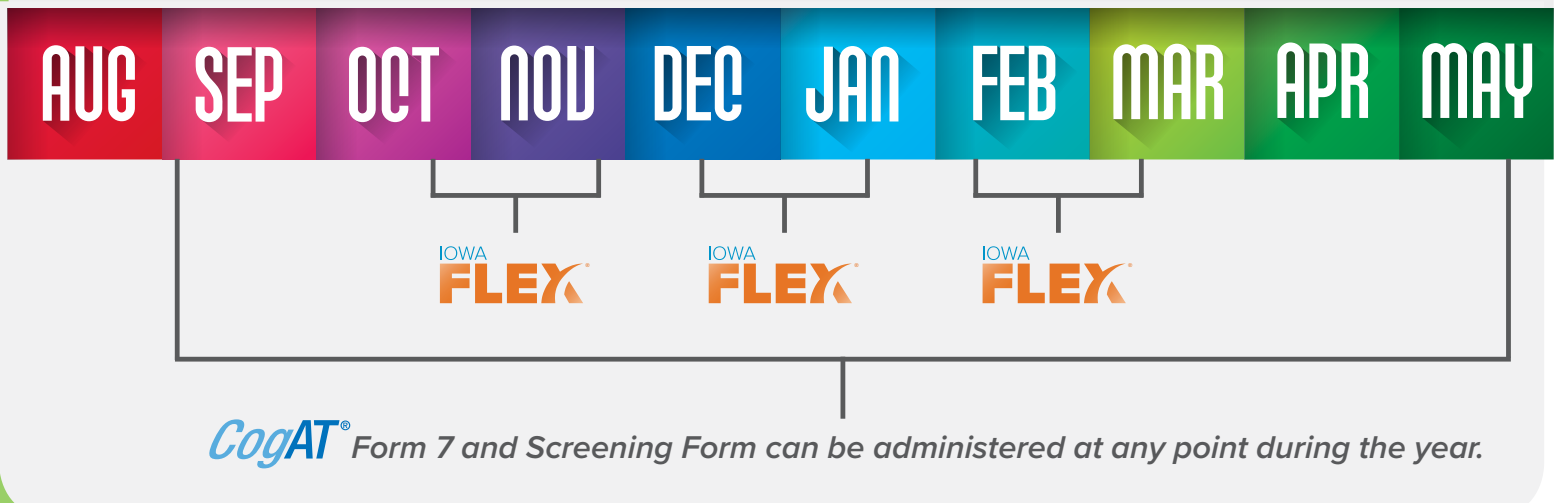 AUG SEP OCT NOV DEC JAN FEB MAR APR MAY
IOWA IOWA IOWA
FLEX® FLEX® FLEX®
CogAT® Form 7 and Screening Form can be administered at any point during the year.